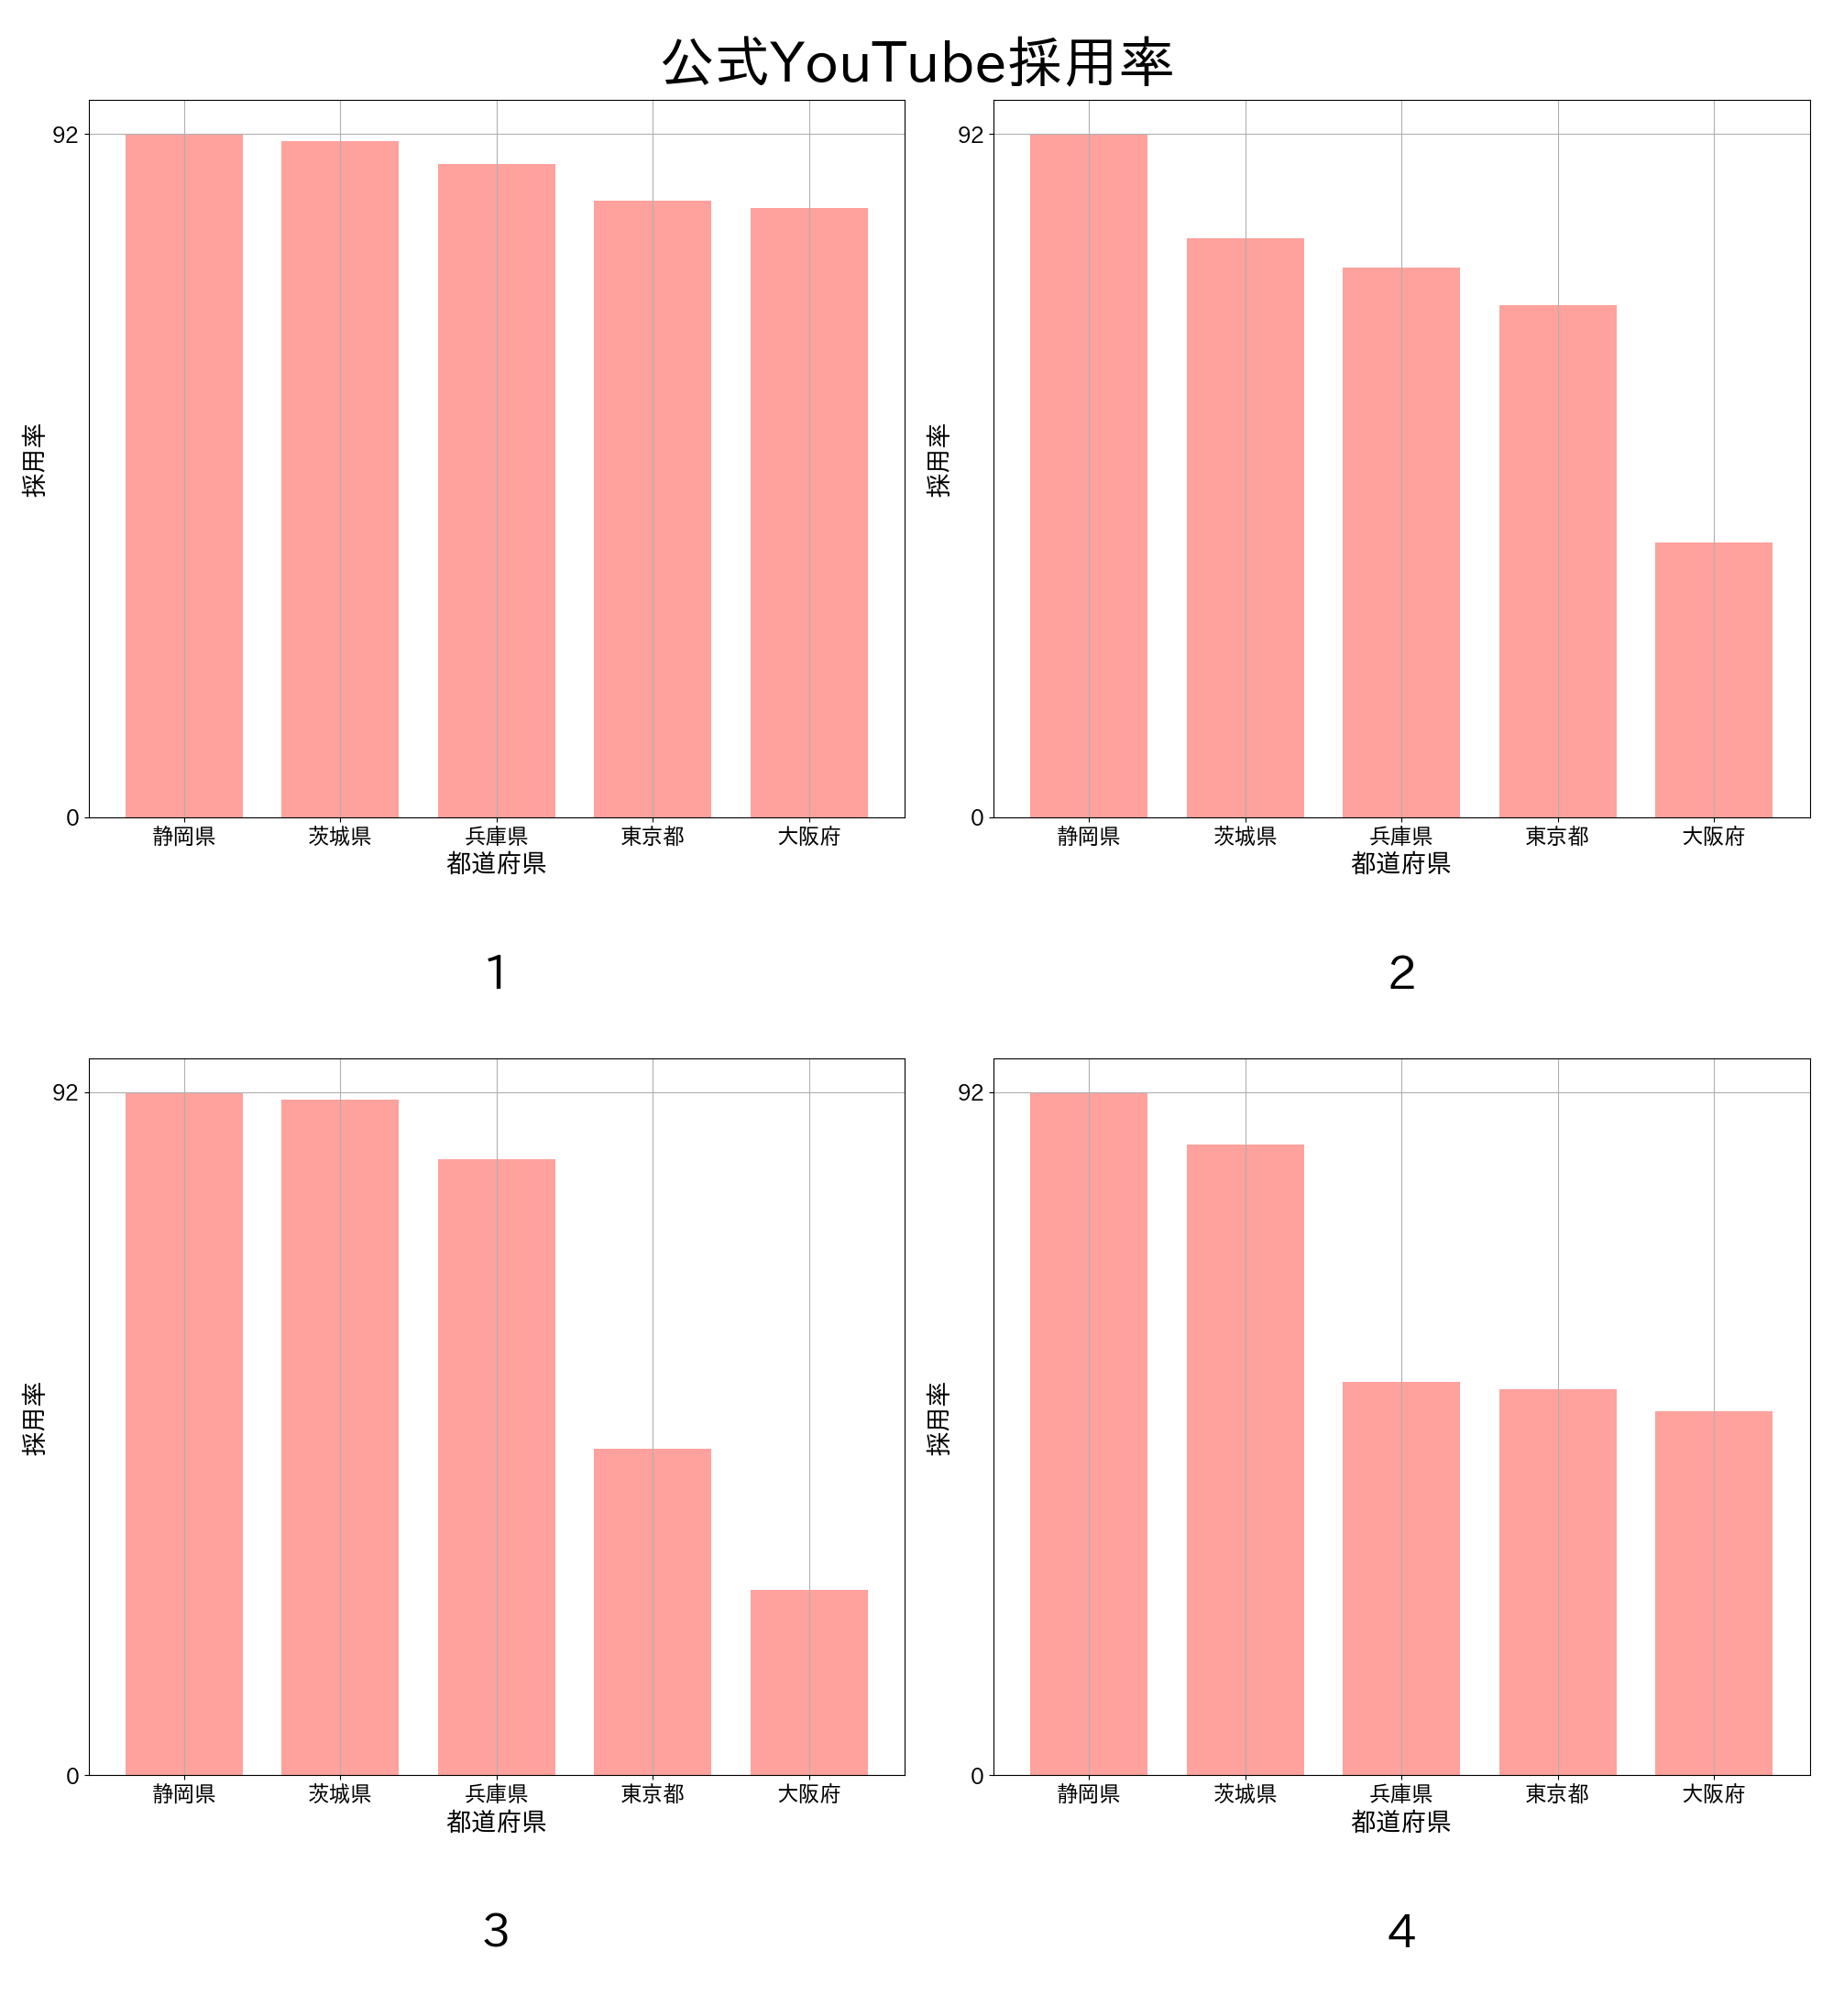 公式YouTube採用率
92
採用率
0
静岡県 茨城県 兵庫県 東京都 大阪府
都道府県
1
92
採用率
0
静岡県 茨城県 兵庫県 東京都 大阪府
都道府県
2
92
採用率
0
静岡県 茨城県 兵庫県 東京都 大阪府
都道府県
3
92
採用率
0
静岡県 茨城県 兵庫県 東京都 大阪府
都道府県
4